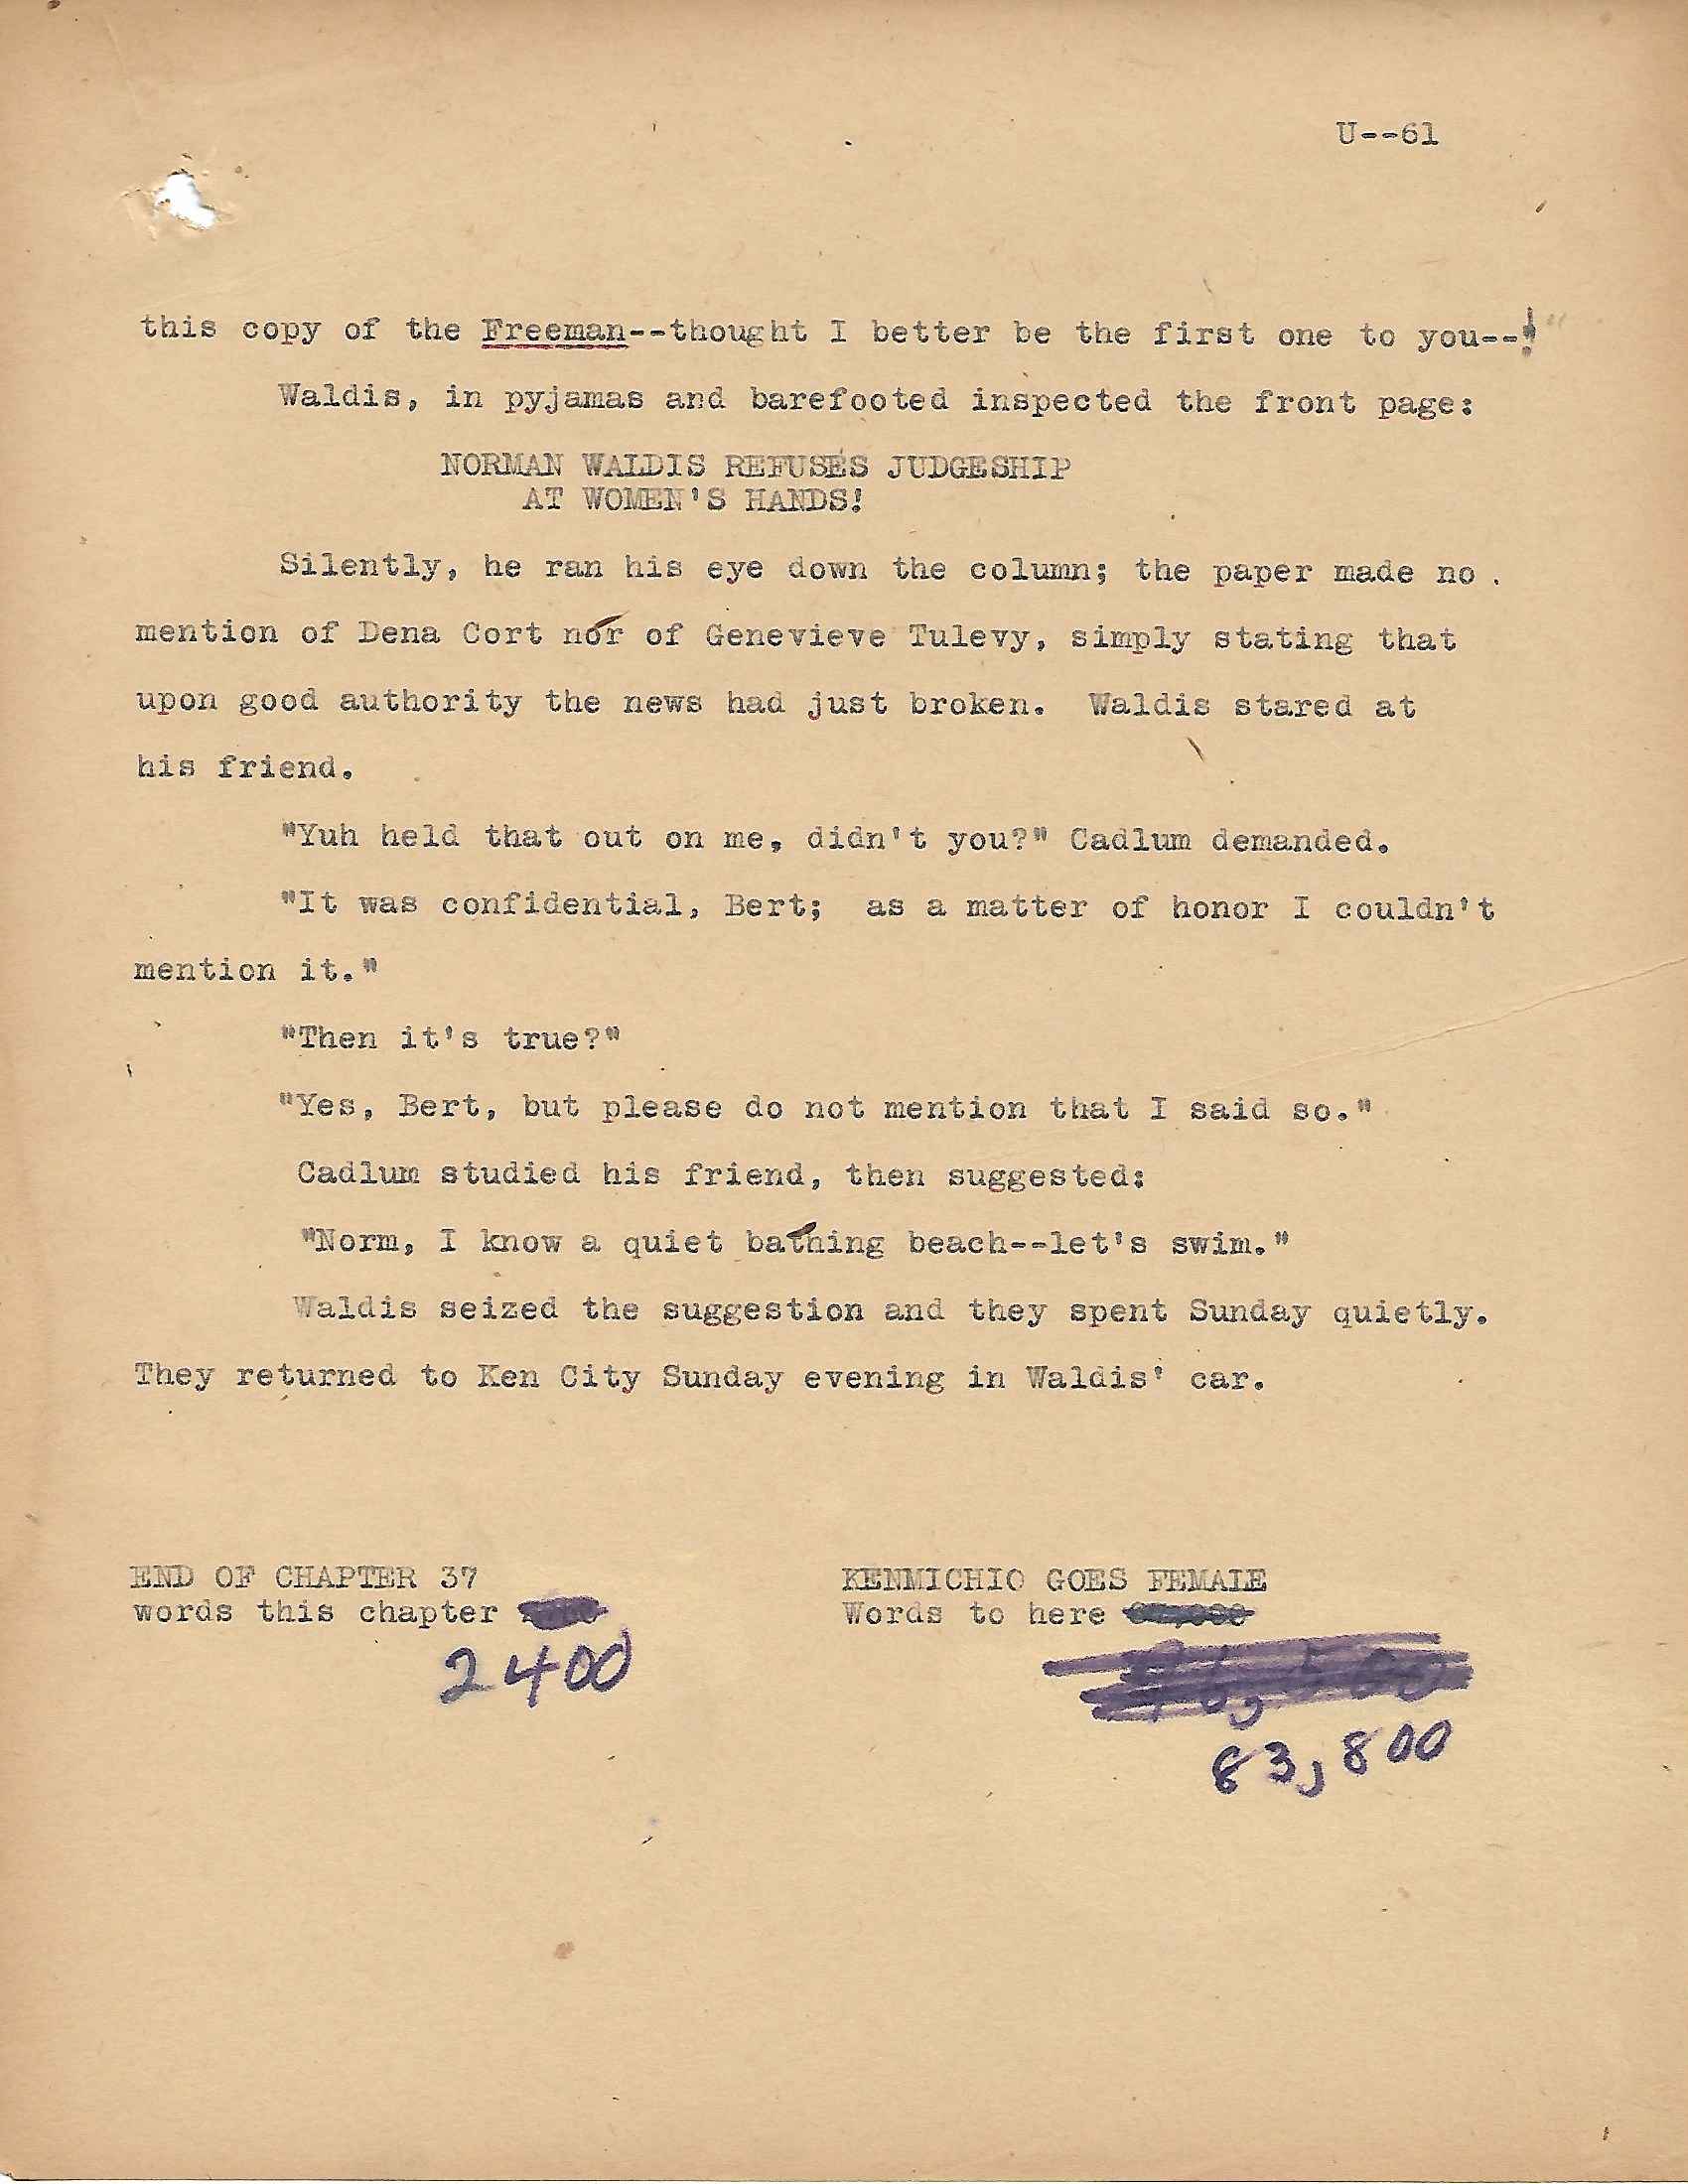 U--61
this copy of the Freeman--thought I better be the first one to you--!"
Waldis, in pyjamas and barefooted inspected the front page:
NORMAN WALDIS REFUSES JUDGESHIP
AT WOMEN'S HANDS!
Silently, he ran his eye down the column; the paper made no
mention of Dena Cort nor of Genevieve Tulevy, simply stating that
upon good authority the news had just broken.  Waldis stared at
his friend.
"Yuh held that out on me, didn't you?" Cadlum demanded.
"It was confidential, Bert;  as a matter of honor I couldn't
mention it."
"Then it's true?"
"Yes, Bert, but please do not mention that I said so."
Cadlum studied his friend, then suggested:
"Norm, I know a quiet bathing beach--let's swim."
Waldis seized the suggestion and they spent Sunday quietly.
They returned to Ken City Sunday evening in Waldis' car.
END OF CHAPTER 37
words this chapter
2400
KENMICHIO GOES FEMALE
Words to here
83,800